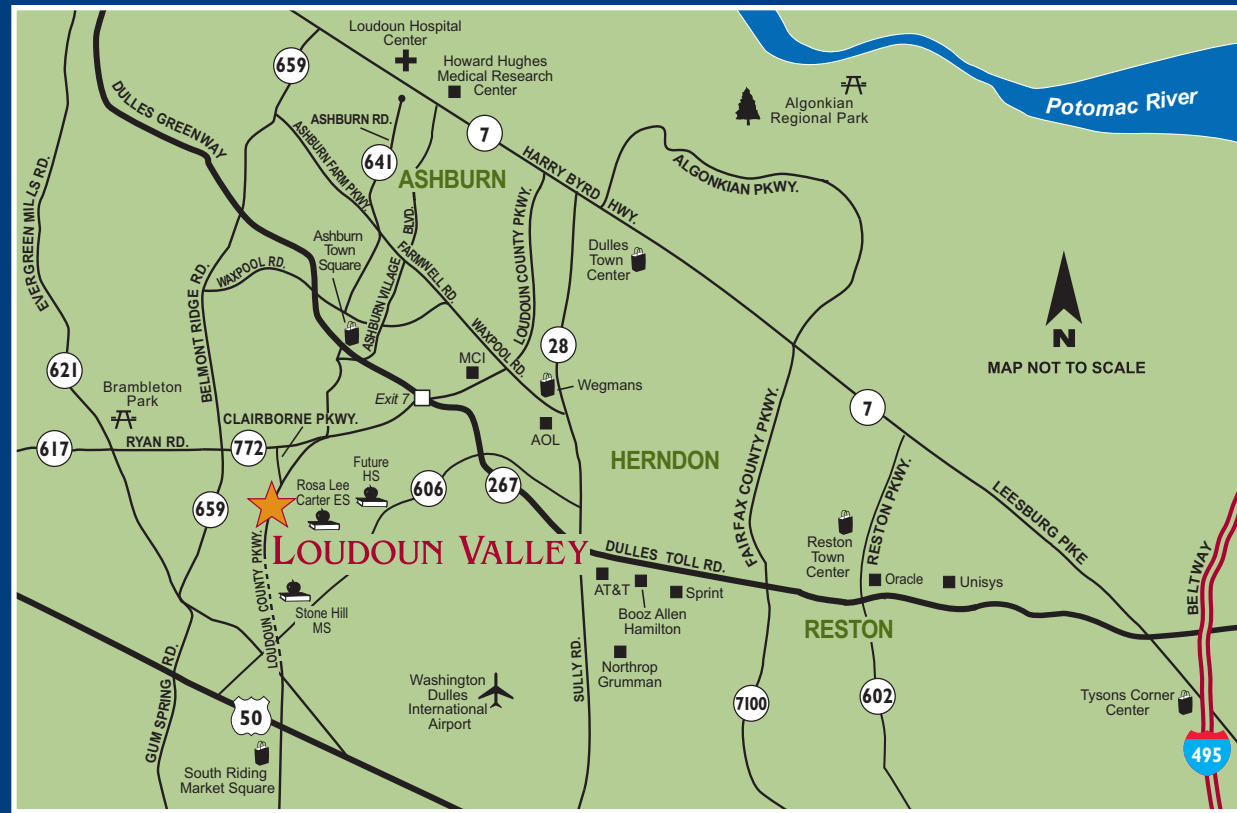 Loudoun Hospital
Center
Howard Hughes
Medical Research
Center
659
DULLES GREENWAY
ASHBURN RD.
641
ASHBURN FARM PKWY.
ASHBURN
7
HARRY BYRD HWY.
Algonkian
Regional Park
Potomac River
ALGONKIAN PKWY.
EVERGREEN MILLS RD.
BELMONT RIDGE RD.
WAXPOOL RD.
Ashburn
Town
Square
ASHBURN VILLAGE BLVD.
FARMWELL RD.
LOUDOUN COUNTY PKWY.
Dulles
Town
Center
N
MAP NOT TO SCALE
621
Brambleton
Park
MCI
WAXPOOL RD.
28
Wegmans
Exit 7
AOL
CLAIRBORNE PKWY.
617
RYAN RD.
772
FAIRFAX COUNTY PKWY.
7
RESTON PKWY.
LEESBURG PIKE
HERNDON
659
Rosa Lee
Carter ES
Future
HS
606
267
LOUDOUN VALLEY
LOUDOUN COUNTY PKWY.
Stone Hill
MS
DULLES TOLL RD.
AT&T
Booz Allen
Hamilton
Sprint
Northrop
Grumman
SULLY RD.
Reston
Town
Center
Oracle
Unisys
RESTON
BELTWAY
GUM SPRING RD.
50
South Riding
Market Square
Washington
Dulles
International
Airport
7100
602
Tysons Corner
Center
495